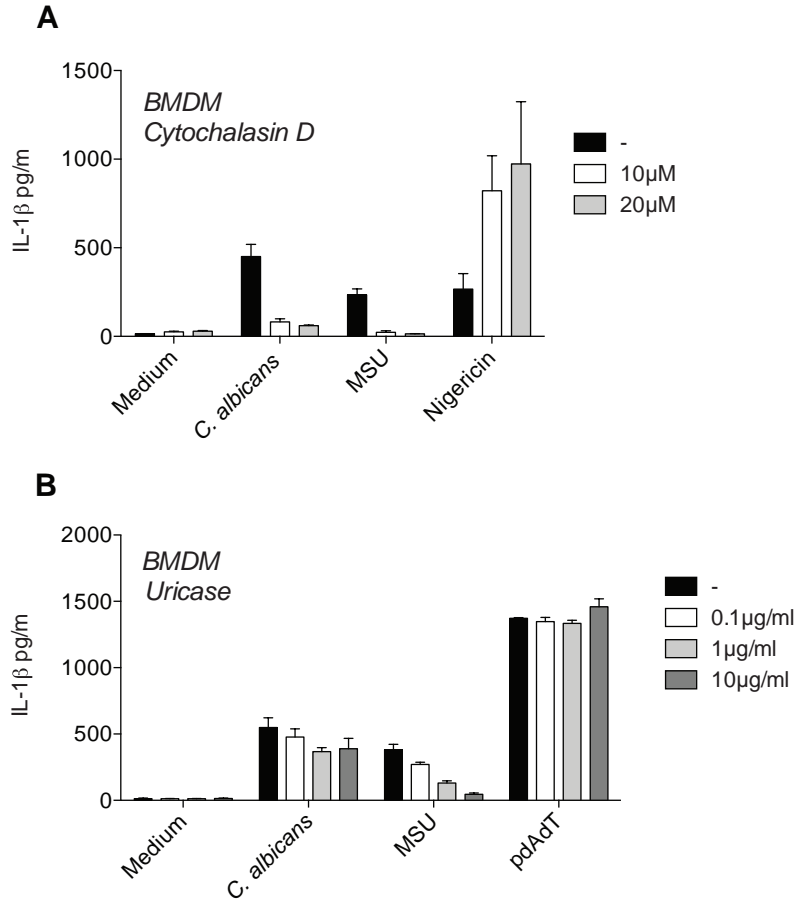 A
1500
1000
500
0
IL-1β pg/m
BMDM
Cytochalasin D
-
10µM
20µM
Medium
C. albicans
MSU
Nigericin
B
2000
1500
1000
500
0
IL-1β pg/m
BMDM
Uricase
-
0.1µg/ml
1µg/ml
10µg/ml
Medium
C. albicans
MSU
pdAdT